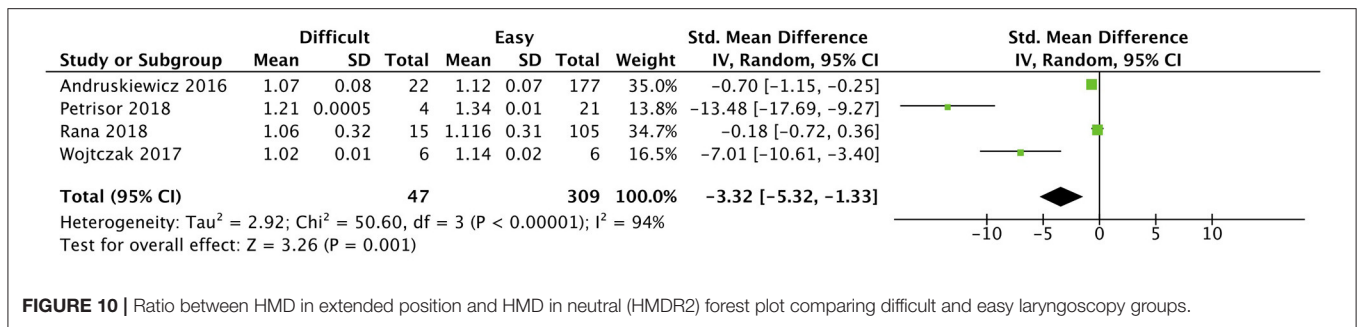 Difficult Easy Std. Mean Difference Std. Mean Difference
Study or Subgroup Mean SD Total Mean SD Total Weight IV, Random, 95% CI IV, Random, 95% CI
Andruskiewicz 2016 1.07 0.08 22 1.12 0.07 177 35.0% -0.70 [-1.15, -0.25]
Petrisor 2018 1.21 0.0005 4 1.34 0.01 21 13.8% -13.48 [-17.69, -9.27]
Rana 2018 1.06 0.32 15 1.116 0.31 105 34.7% -0.18 [-0.72, 0.36]
Wojtczak 2017 1.02 0.01 6 1.14 0.02 6 16.5% -7.01 [-10.61, -3.40]
Total (95% CI) 47 309 100.0% -3.32 [-5.32, -1.33]
Heterogeneity: Tau² = 2.92; Chi² = 50.60, df = 3 (P < 0.00001); I² = 94%
Test for overall effect: Z = 3.26 (P = 0.001)
-10 -5 0 5 10
FIGURE 10 | Ratio between HMD in extended position and HMD in neutral (HMDR2) forest plot comparing difficult and easy laryngoscopy groups.